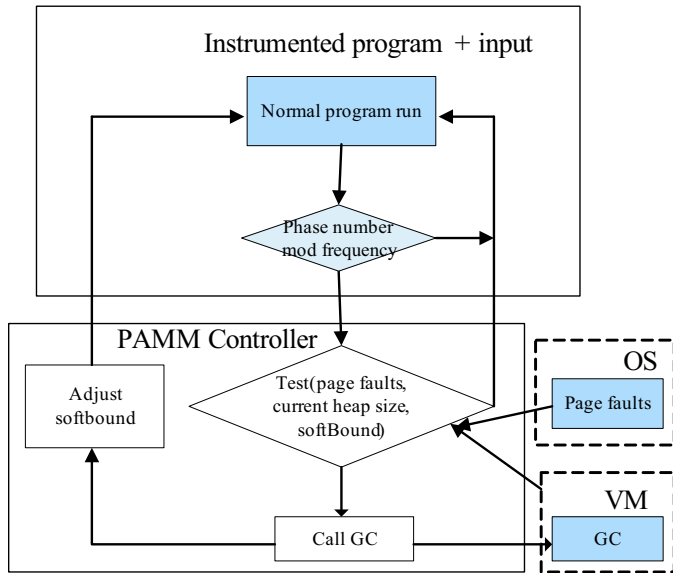 Instrumented program + input
Normal program run
Phase number
mod frequency
PAMM Controller
Adjust
softbound
Test(page faults,
current heap size,
softBound)
Call GC
OS
Page faults
VM
GC